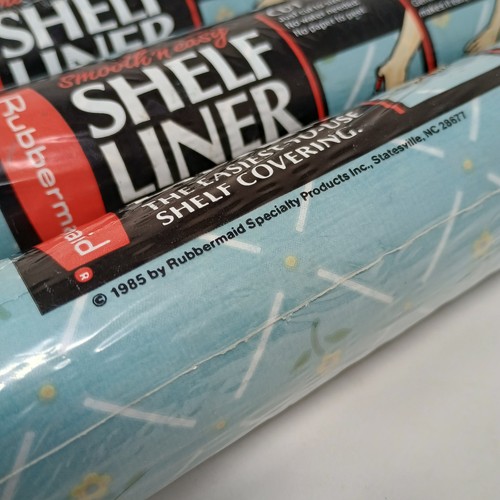 SHELF
LINER
smooth 'n easy
SHELF
LINER
Rubbermaid
®
THE EASIEST-TO-USE
SHELF COVERING.
© 1985 by Rubbermaid Specialty Products Inc., Statesville, NC 28677